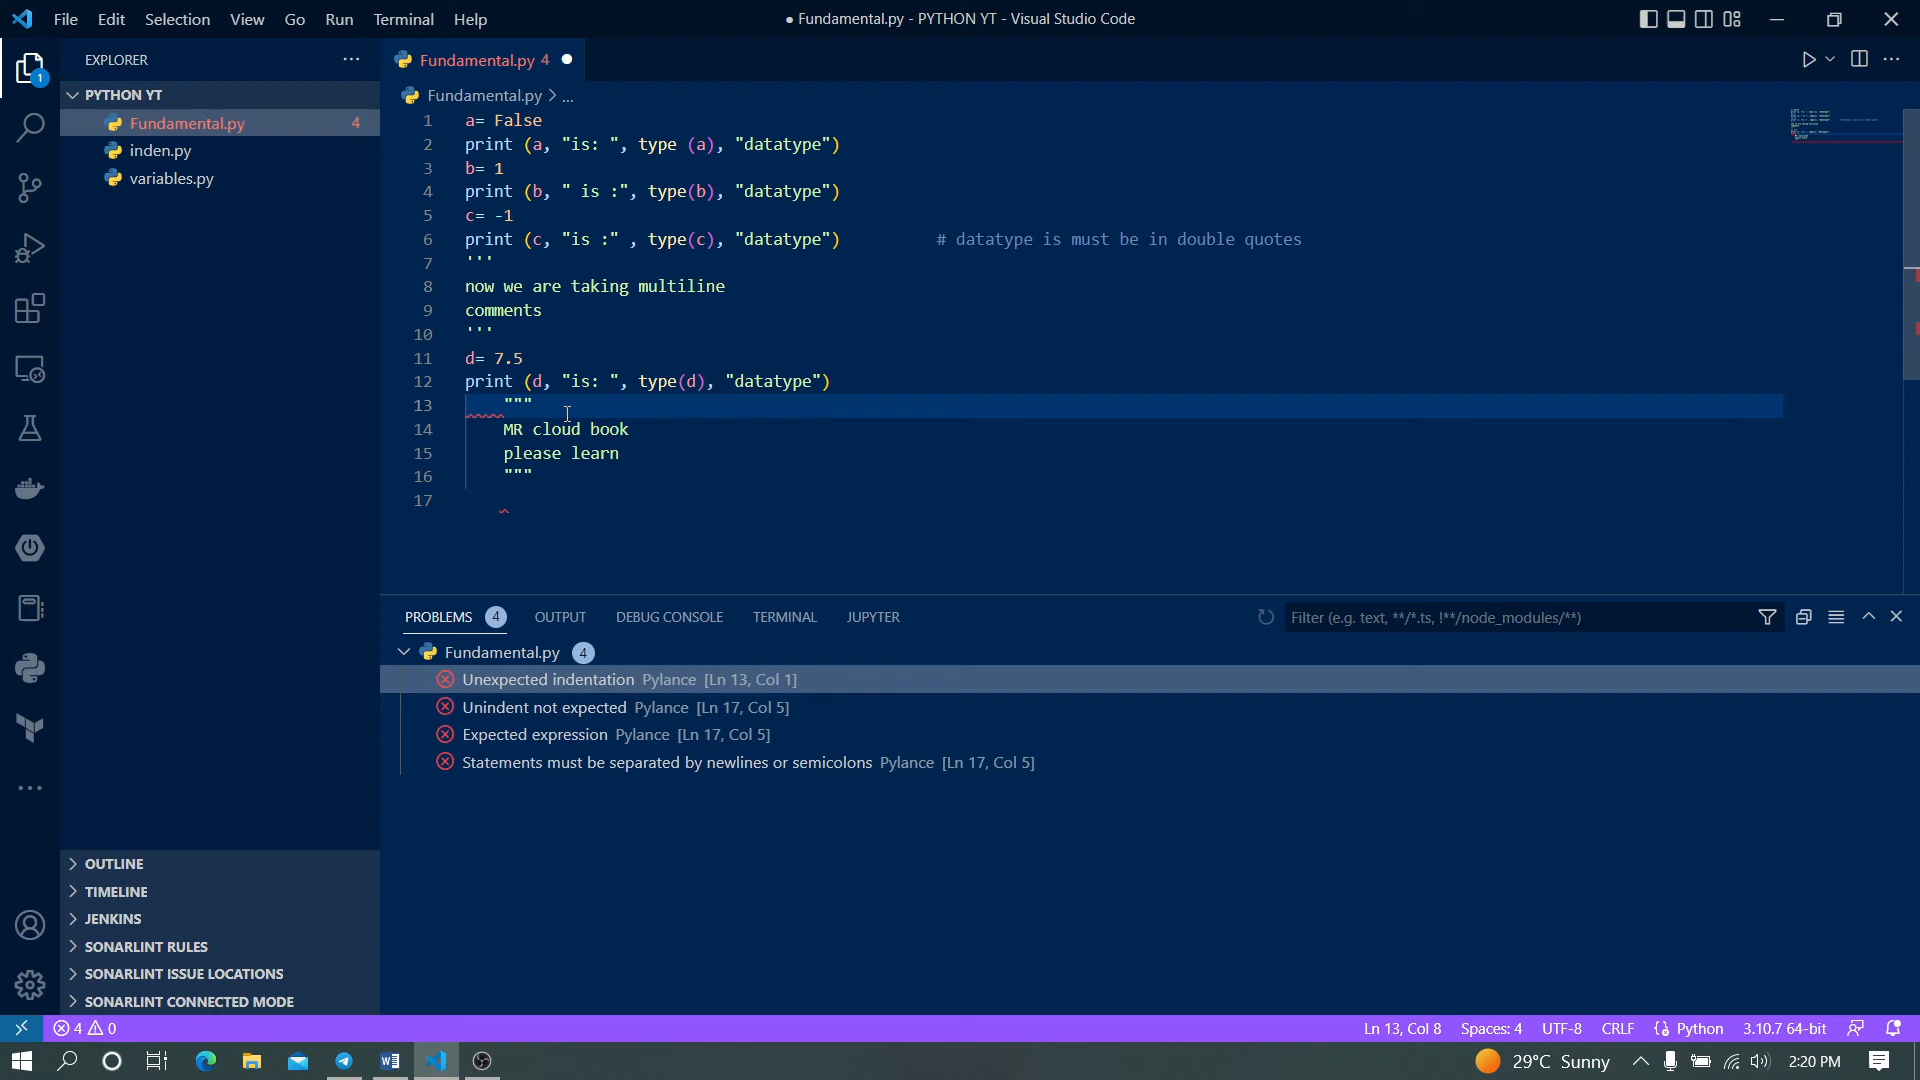 File Edit Selection View Go Run Terminal Help
● Fundamental.py - PYTHON YT - Visual Studio Code
EXPLORER
Fundamental.py 4
PYTHON YT
Fundamental.py > ...
Fundamental.py 4
inden.py
variables.py
1 a= False
2 print (a, "is: ", type (a), "datatype")
3 b= 1
4 print (b, " is :", type(b), "datatype")
5 c= -1
6 print (c, "is :" , type(c), "datatype") # datatype is must be in double quotes
7 '''
8 now we are taking multiline
9 comments
10 '''
11 d= 7.5
12 print (d, "is: ", type(d), "datatype")
13 """
14 MR cloud book
15 please learn
16 """
17
PROBLEMS 4 OUTPUT DEBUG CONSOLE TERMINAL JUPYTER
Filter (e.g. text, **/*.ts, !**/node_modules/**)
Fundamental.py 4
Unexpected indentation Pylance [Ln 13, Col 1]
Unindent not expected Pylance [Ln 17, Col 5]
Expected expression Pylance [Ln 17, Col 5]
Statements must be separated by newlines or semicolons Pylance [Ln 17, Col 5]
OUTLINE
TIMELINE
JENKINS
SONARLINT RULES
SONARLINT ISSUE LOCATIONS
SONARLINT CONNECTED MODE
1
4 0
Ln 13, Col 8 Spaces: 4 UTF-8 CRLF Python 3.10.7 64-bit
29°C Sunny
2:20 PM